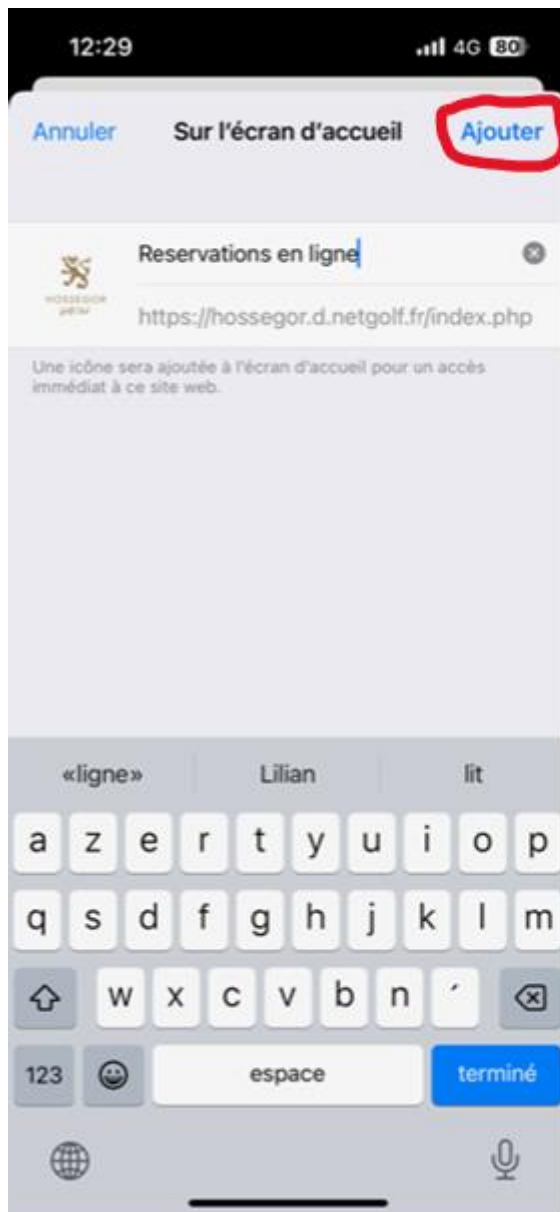 12:29 4G 80
Annuler Sur l'écran d'accueil Ajouter
Reservations en ligne
HOSSEGOR
https://hossegor.d.netgolf.fr/index.php
Une icône sera ajoutée à l'écran d'accueil pour un accès
immédiat à ce site web.
«ligne» Lilian lit
a z e r t y u i o p
q s d f g h j k l m
w x c v b n ´
123 espace terminé